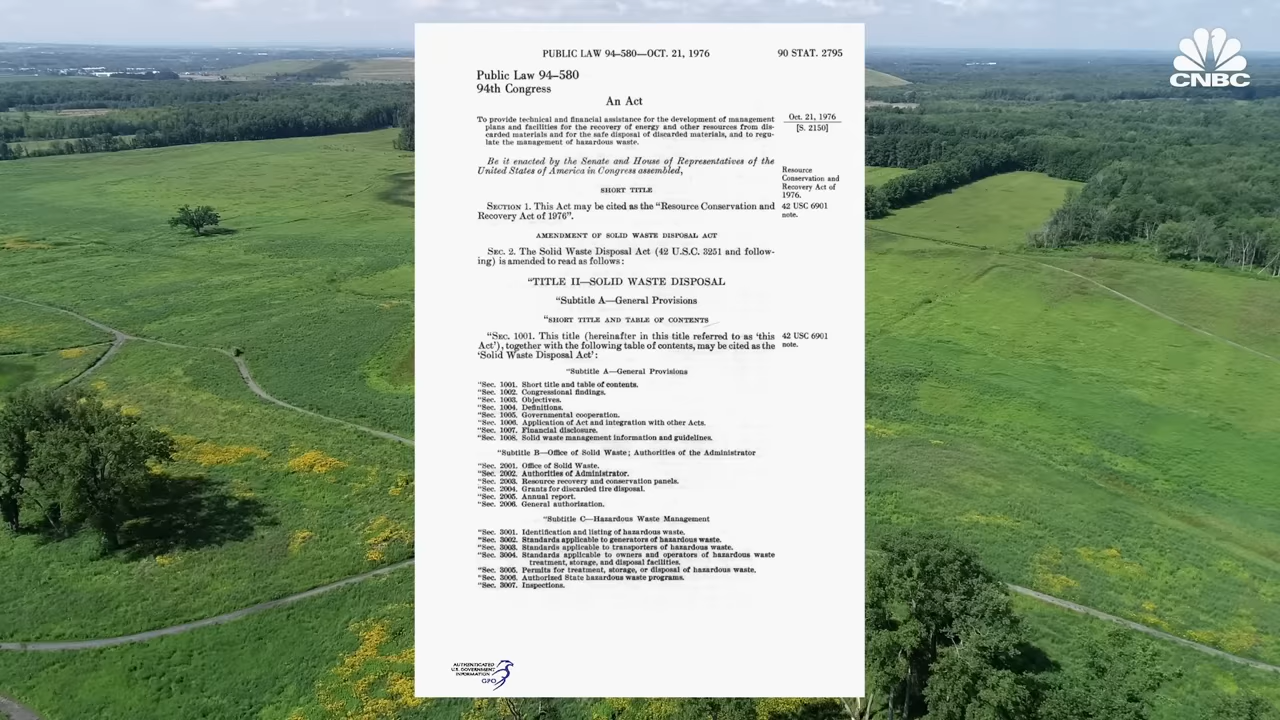 CNBC
PUBLIC LAW 94–580—OCT. 21, 1976
90 STAT. 2795
Public Law 94–580
94th Congress
An Act
To provide technical and financial assistance for the development of management
plans and facilities for the recovery of energy and other resources from dis-
carded materials and for the safe disposal of discarded materials, and to regu-
late the management of hazardous waste.
Oct. 21, 1976
[S. 2150]
Be it enacted by the Senate and House of Representatives of the
United States of America in Congress assembled,
Resource
Conservation and
Recovery Act of
1976.
SHORT TITLE
SECTION 1. This Act may be cited as the “Resource Conservation and
Recovery Act of 1976”.
42 USC 6901
note.
AMENDMENT OF SOLID WASTE DISPOSAL ACT
SEC. 2. The Solid Waste Disposal Act (42 U.S.C. 3251 and follow-
ing) is amended to read as follows:
“TITLE II—SOLID WASTE DISPOSAL
“Subtitle A—General Provisions
“SHORT TITLE AND TABLE OF CONTENTS
“SEC. 1001. This title (hereinafter in this title referred to as ‘this
Act’), together with the following table of contents, may be cited as the
‘Solid Waste Disposal Act’:
42 USC 6901
note.
“Subtitle A—General Provisions
“Sec. 1001. Short title and table of contents.
“Sec. 1002. Congressional findings.
“Sec. 1003. Objectives.
“Sec. 1004. Definitions.
“Sec. 1005. Governmental cooperation.
“Sec. 1006. Application of Act and integration with other Acts.
“Sec. 1007. Financial disclosure.
“Sec. 1008. Solid waste management information and guidelines.
“Subtitle B—Office of Solid Waste; Authorities of the Administrator
“Sec. 2001. Office of Solid Waste.
“Sec. 2002. Authorities of Administrator.
“Sec. 2003. Resource recovery and conservation panels.
“Sec. 2004. Grants for discarded tire disposal.
“Sec. 2005. Annual report.
“Sec. 2006. General authorization.
“Subtitle C—Hazardous Waste Management
“Sec. 3001. Identification and listing of hazardous waste.
“Sec. 3002. Standards applicable to generators of hazardous waste.
“Sec. 3003. Standards applicable to transporters of hazardous waste.
“Sec. 3004. Standards applicable to owners and operators of hazardous waste
treatment, storage, and disposal facilities.
“Sec. 3005. Permits for treatment, storage, or disposal of hazardous waste.
“Sec. 3006. Authorized State hazardous waste programs.
“Sec. 3007. Inspections.
AUTHENTICATED
U.S. GOVERNMENT
INFORMATION
GPO